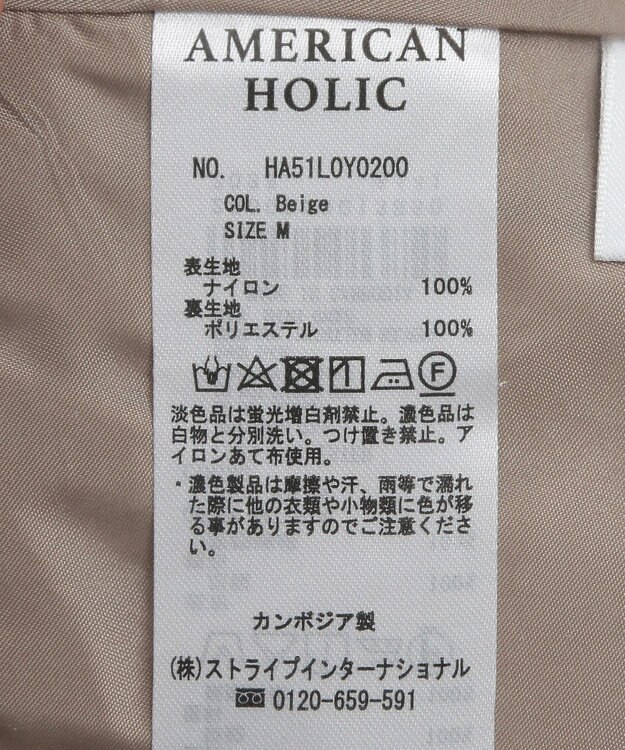 AMERICAN
HOLIC
NO. HA51L0Y0200
COL. Beige
SIZE M
表生地
ナイロン 100%
裏生地
ポリエステル 100%
F
淡色品は蛍光増白剤禁止。濃色品は
白物と分別洗い。つけ置き禁止。ア
イロンあて布使用。
・濃色製品は摩擦や汗、雨等で濡れ
た際に他の衣類や小物類に色が移
る事がありますのでご注意くださ
い。
カンボジア製
(株)ストライプインターナショナル
0120-659-591